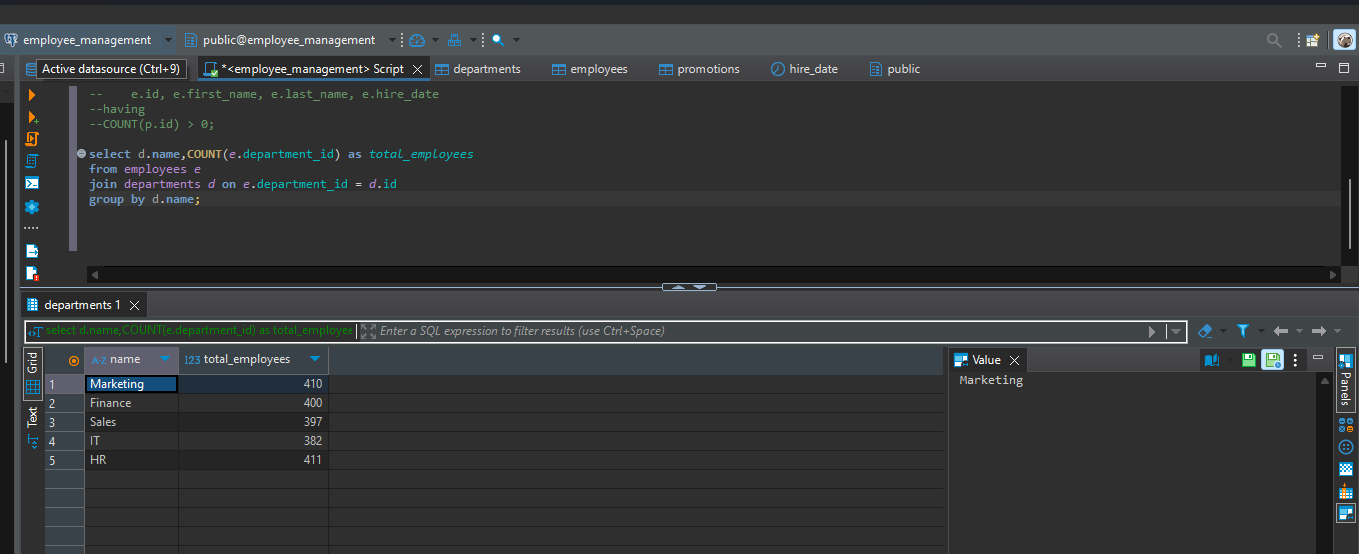 employee_management public@employee_management
Active datasource (Ctrl+9) *<employee_management> Script departments employees promotions hire_date public
-- e.id, e.first_name, e.last_name, e.hire_date
--having
--COUNT(p.id) > 0;
select d.name,COUNT(e.department_id) as total_employees
from employees e
join departments d on e.department_id = d.id
group by d.name;
departments 1
select d.name,COUNT(e.department_id) as total_employee Enter a SQL expression to filter results (use Ctrl+Space)
Grid
Text
A-Z name 123 total_employees
1 Marketing 410
2 Finance 400
3 Sales 397
4 IT 382
5 HR 411
Value
Marketing
Panels